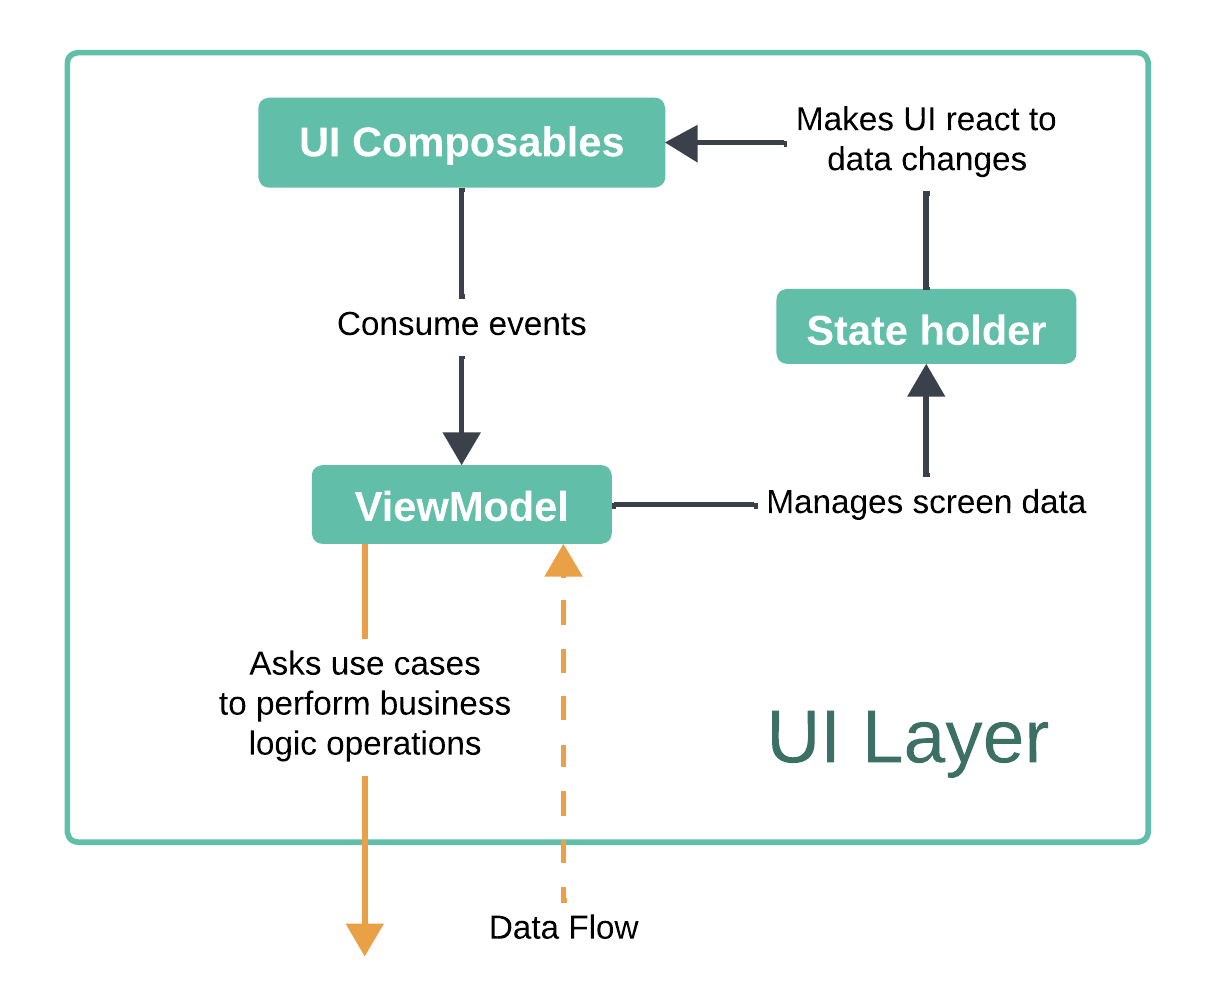 UI Composables
Makes UI react to
data changes
Consume events
State holder
ViewModel
Manages screen data
Asks use cases
to perform business
logic operations
UI Layer
Data Flow